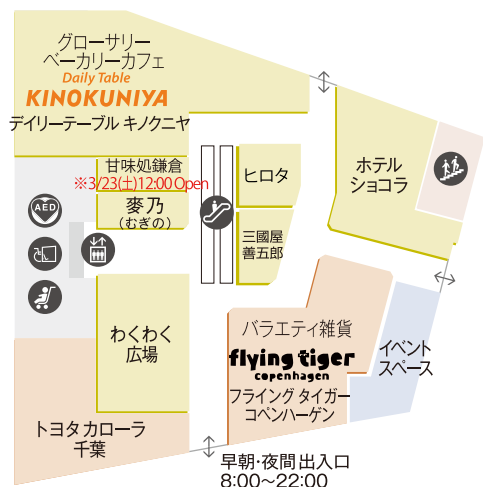 グローサリー
ベーカリーカフェ
Daily Table
KINOKUNIYA
デイリーテーブル キノクニヤ
甘味処鎌倉
※3/23(土)12:00 Open
麥乃
（むぎの）
ヒロタ
三國屋
善五郎
ホテル
ショコラ
AED
わくわく
広場
バラエティ雑貨
flying tiger
copenhagen
フライング タイガー
コペンハーゲン
イベント
スペース
トヨタ カローラ
千葉
早朝・夜間 出入口
8:00〜22:00